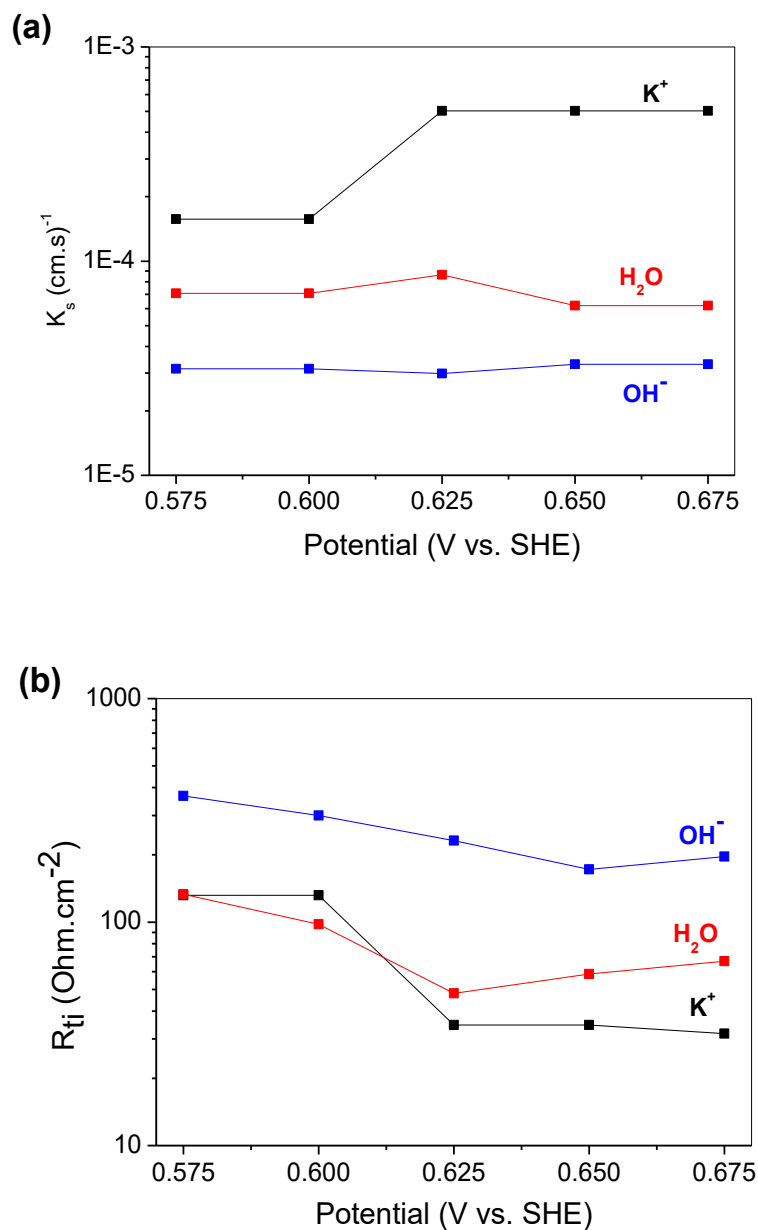 (a)
1E-3
1E-4
1E-5
K⁺
H₂O
OH⁻
Kₛ (cm.s)⁻¹
0.575 0.600 0.625 0.650 0.675
Potential (V vs. SHE)
(b)
1000
100
10
OH⁻
H₂O
K⁺
Rti (Ohm.cm⁻²)
0.575 0.600 0.625 0.650 0.675
Potential (V vs. SHE)